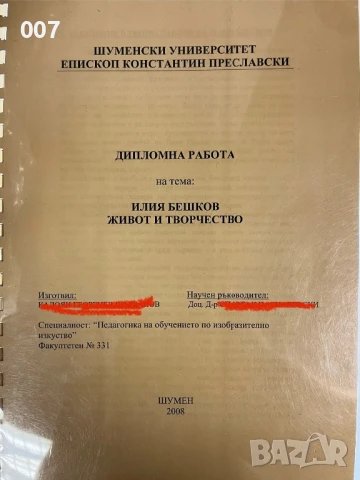 007
ШУМЕНСКИ УНИВЕРСИТЕТ
ЕПИСКОП КОНСТАНТИН ПРЕСЛАВСКИ
ДИПЛОМНА РАБОТА
на тема:
ИЛИЯ БЕШКОВ
ЖИВОТ И ТВОРЧЕСТВО
Изготвил: Научен ръководител:
Доц. Д-р
Специалност: "Педагогика на обучението по изобразително
изкуство"
Факултетен № 331
ШУМЕН
2008
BAZAR